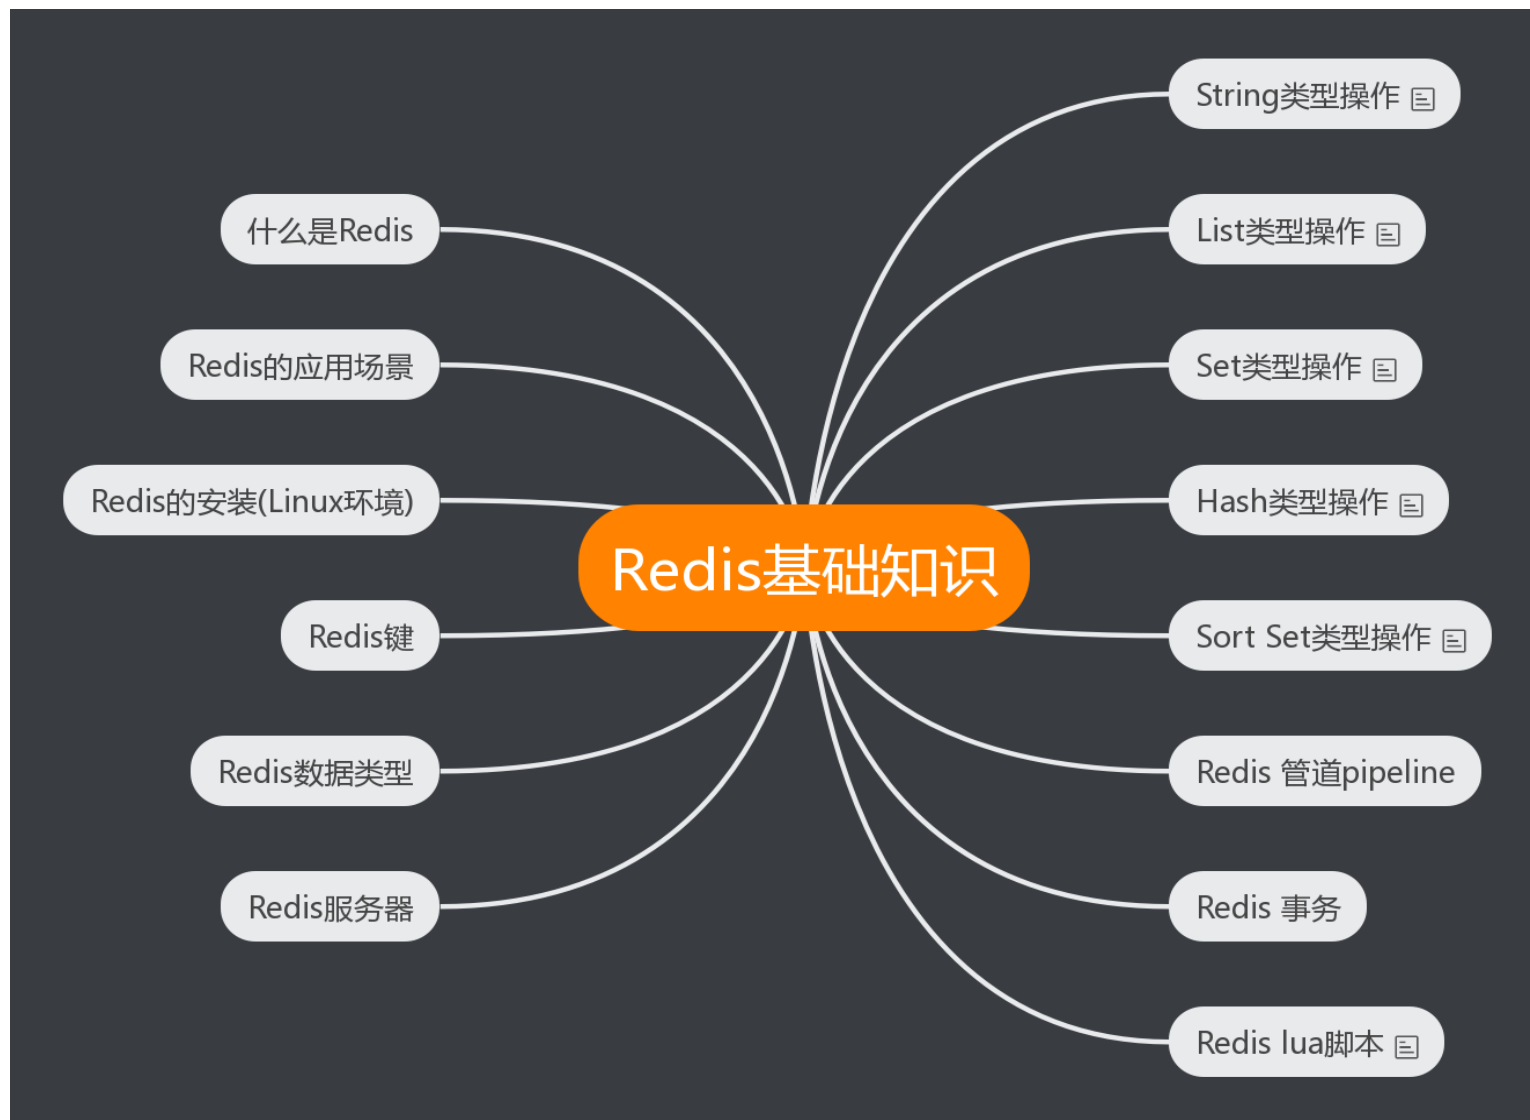 Redis基础知识
什么是Redis
Redis的应用场景
Redis的安装(Linux环境)
Redis键
Redis数据类型
Redis服务器
String类型操作
List类型操作
Set类型操作
Hash类型操作
Sort Set类型操作
Redis 管道pipeline
Redis 事务
Redis lua脚本